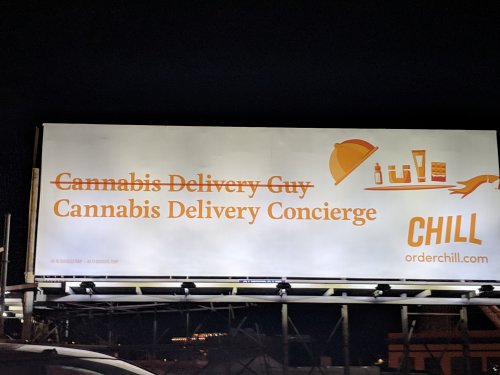 Cannabis Delivery Guy
Cannabis Delivery Concierge
CHILL
orderchill.com